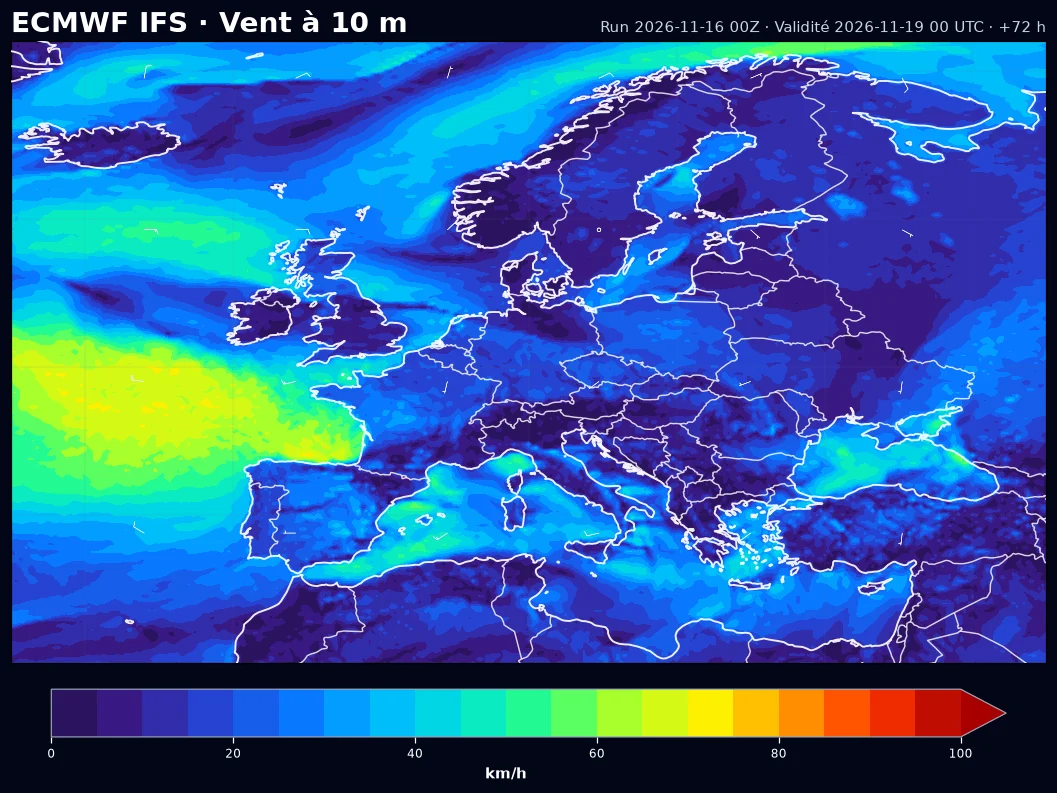 ECMWF IFS · Vent à 10 m
Run 2026-11-16 00Z · Validité 2026-11-19 00 UTC · +72 h
0 20 40 60 80 100
km/h